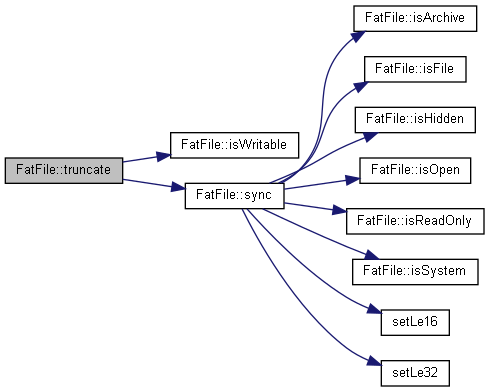 FatFile::truncate
FatFile::isWritable
FatFile::sync
FatFile::isArchive
FatFile::isFile
FatFile::isHidden
FatFile::isOpen
FatFile::isReadOnly
FatFile::isSystem
setLe16
setLe32